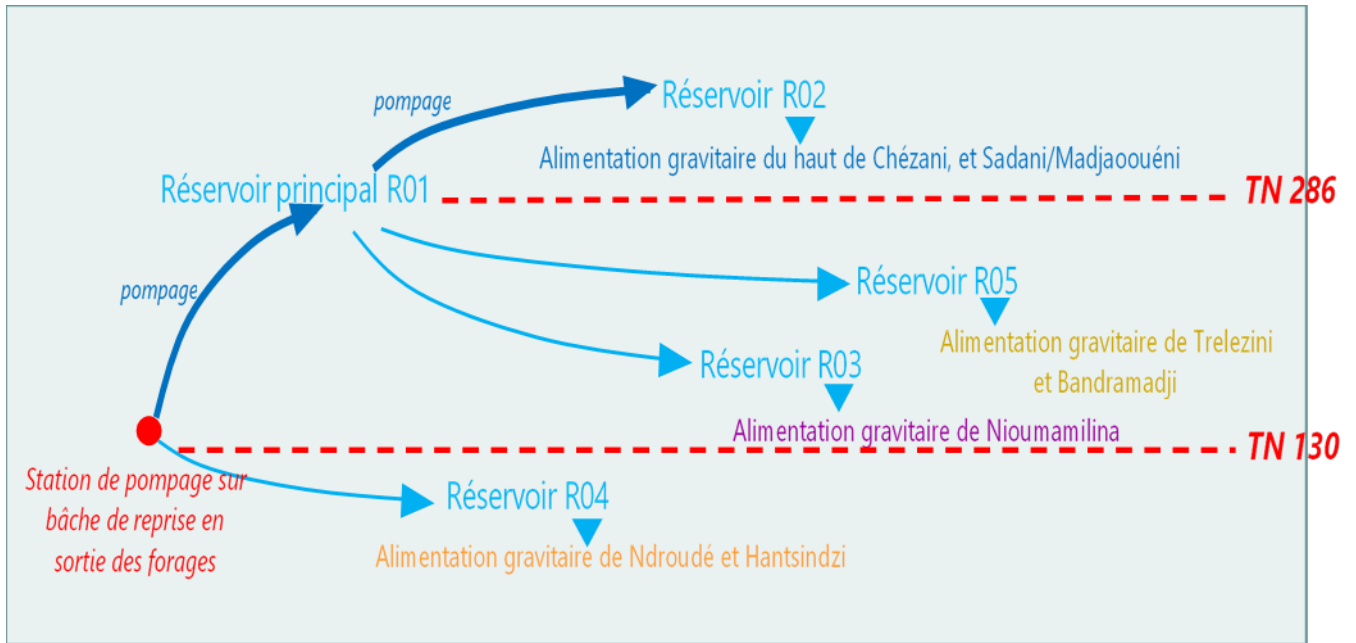 pompage
Réservoir R02
Alimentation gravitaire du haut de Chézani, et Sadani/Madjaoouéni
Réservoir principal R01
TN 286
pompage
Réservoir R05
Alimentation gravitaire de Trelezini
et Bandramadji
Réservoir R03
Alimentation gravitaire de Nioumamilina
TN 130
Station de pompage sur
bâche de reprise en
sortie des forages
Réservoir R04
Alimentation gravitaire de Ndroudé et Hantsindzi